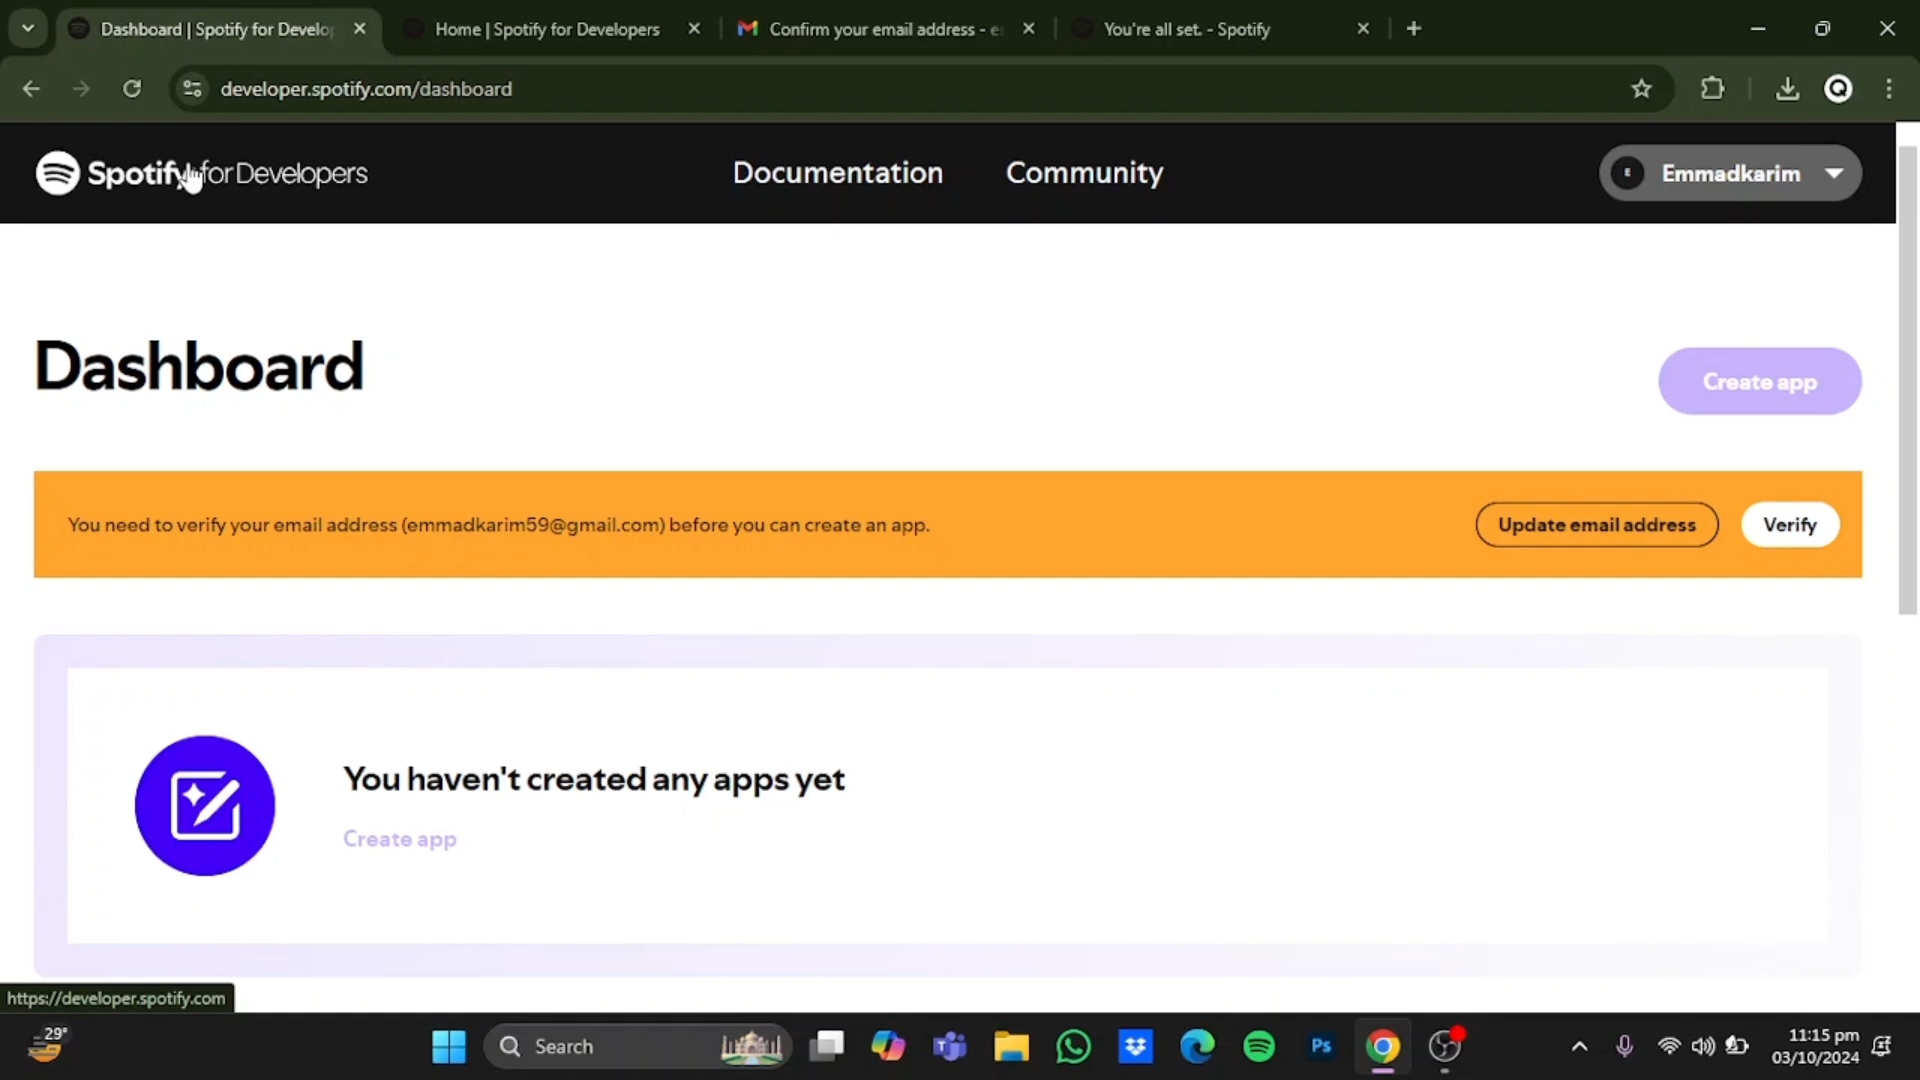 Dashboard | Spotify for Develo
Home | Spotify for Developers
Confirm your email address - e
You're all set. - Spotify
developer.spotify.com/dashboard
Spotify for Developers
Documentation
Community
E
Emmadkarim
Dashboard
Create app
You need to verify your email address (emmadkarim59@gmail.com) before you can create an app.
Update email address
Verify
You haven't created any apps yet
Create app
https://developer.spotify.com
29°
Search
Ps
11:15 pm
03/10/2024